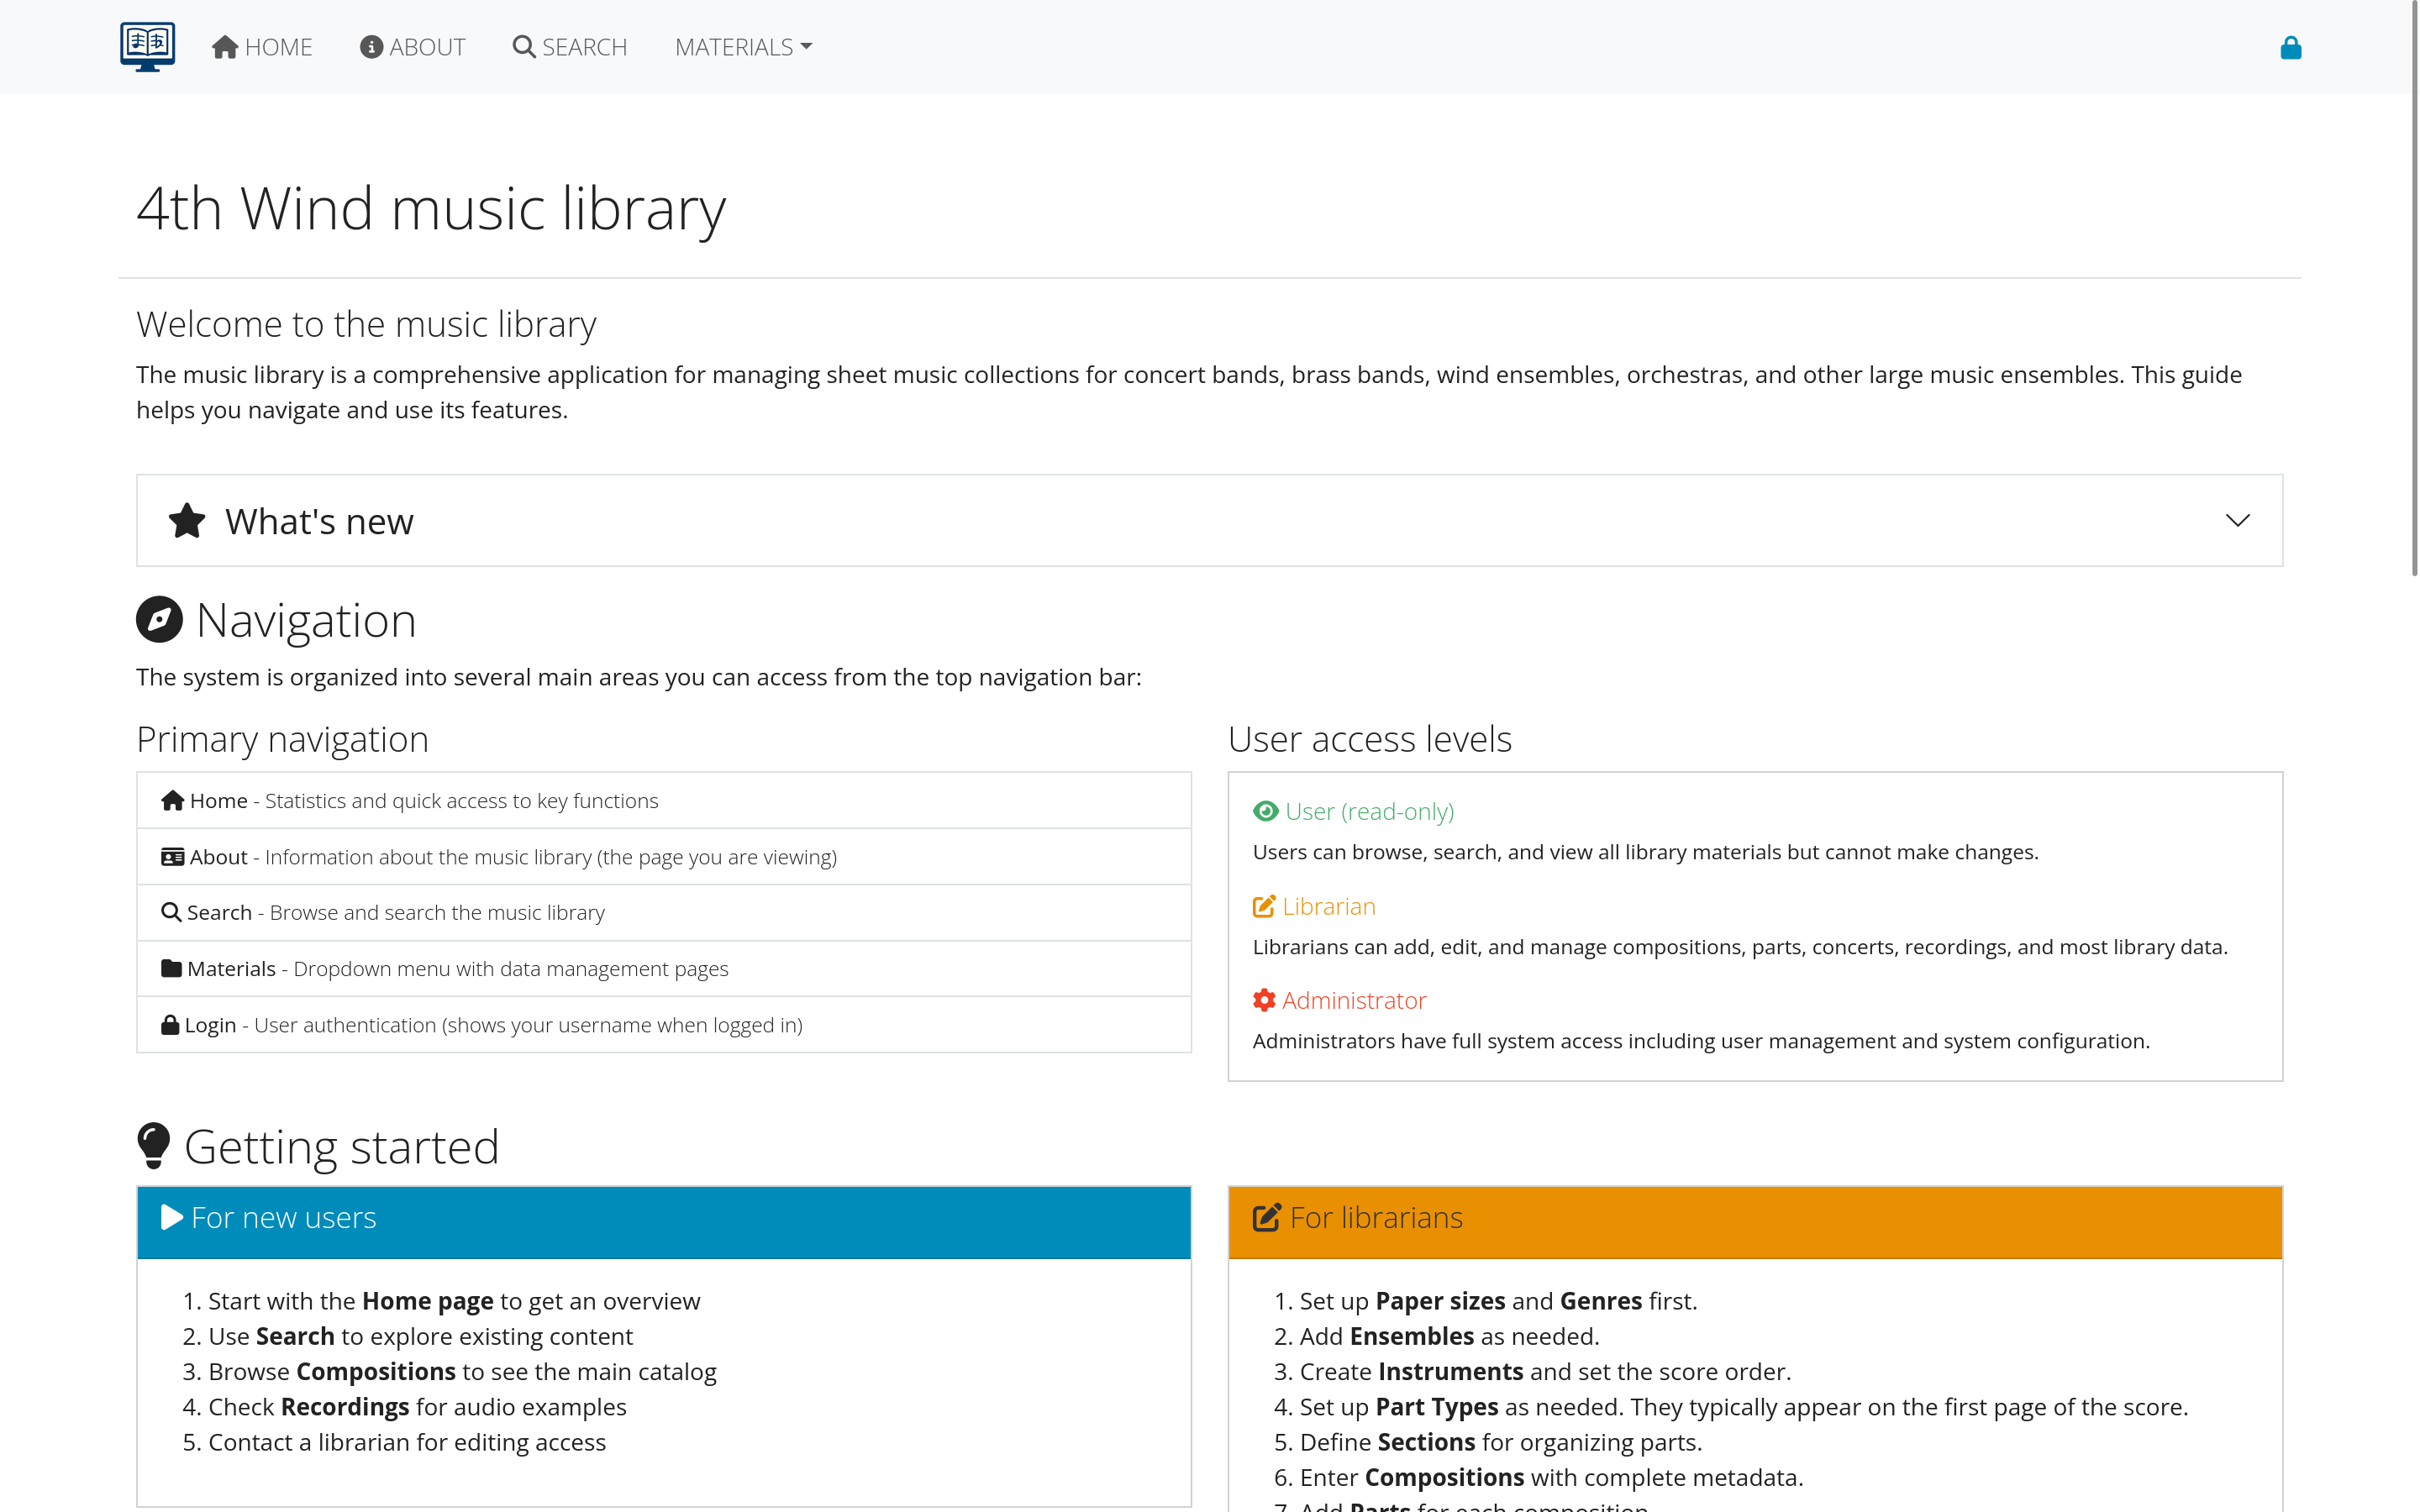 HOME ABOUT SEARCH MATERIALS
4th Wind music library
Welcome to the music library
The music library is a comprehensive application for managing sheet music collections for concert bands, brass bands, wind ensembles, orchestras, and other large music ensembles. This guide
helps you navigate and use its features.
What's new
Navigation
The system is organized into several main areas you can access from the top navigation bar:
Primary navigation
Home - Statistics and quick access to key functions
About - Information about the music library (the page you are viewing)
Search - Browse and search the music library
Materials - Dropdown menu with data management pages
Login - User authentication (shows your username when logged in)
User access levels
User (read-only)
Users can browse, search, and view all library materials but cannot make changes.
Librarian
Librarians can add, edit, and manage compositions, parts, concerts, recordings, and most library data.
Administrator
Administrators have full system access including user management and system configuration.
Getting started
For new users
1. Start with the Home page to get an overview
2. Use Search to explore existing content
3. Browse Compositions to see the main catalog
4. Check Recordings for audio examples
5. Contact a librarian for editing access
For librarians
1. Set up Paper sizes and Genres first.
2. Add Ensembles as needed.
3. Create Instruments and set the score order.
4. Set up Part Types as needed. They typically appear on the first page of the score.
5. Define Sections for organizing parts.
6. Enter Compositions with complete metadata.
7. Add Parts for each composition.